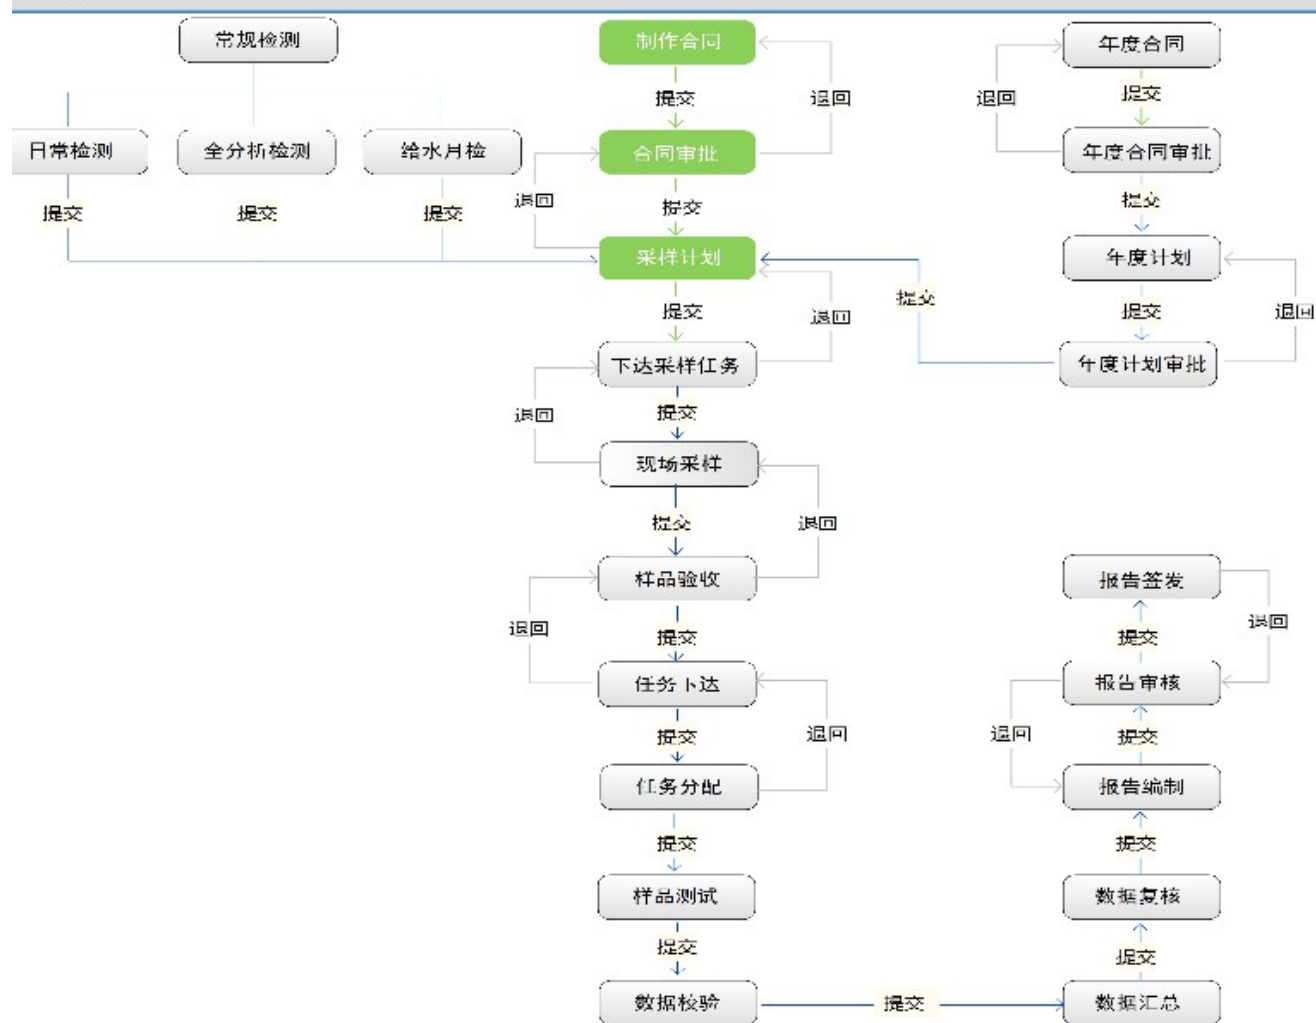 常规检测
制作合同
年度合同
提交
退回
退回
提交
日常检测
全分析检测
给水月检
合同审批
年度合同审批
提交
提交
提交
退回
提交
提交
采样计划
年度计划
提交
退回
提交
提交
退回
下达采样任务
年度计划审批
退回
提交
现场采样
提交
退回
样品验收
报告签发
退回
提交
提交
退回
任务下达
报告审核
提交
退回
退回
提交
任务分配
报告编制
提交
提交
样品测试
数据复核
提交
提交
数据校验
提交
数据汇总